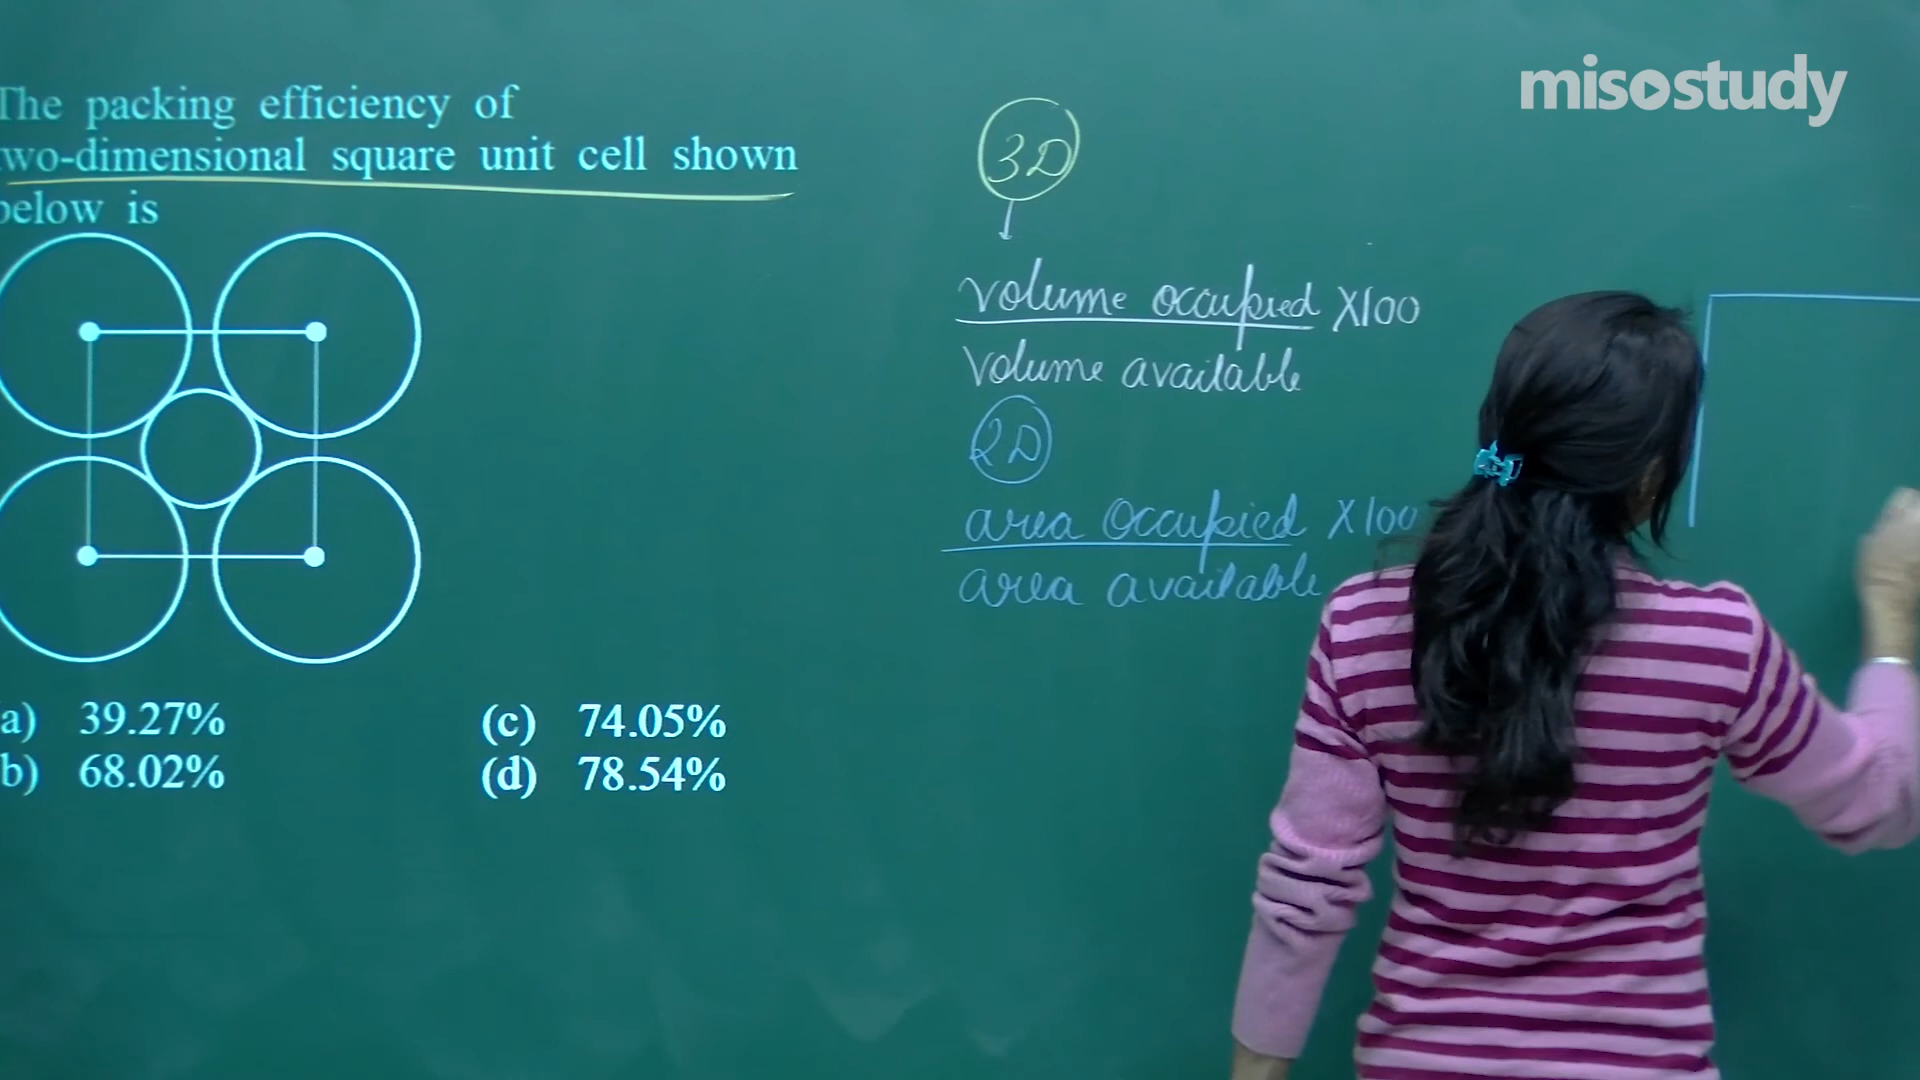 The packing efficiency of
two-dimensional square unit cell shown
below is
a) 39.27%
b) 68.02%
(c) 74.05%
(d) 78.54%
3D
volume occupied X100
Volume available
2D
area occupied X100
area available
misostudy